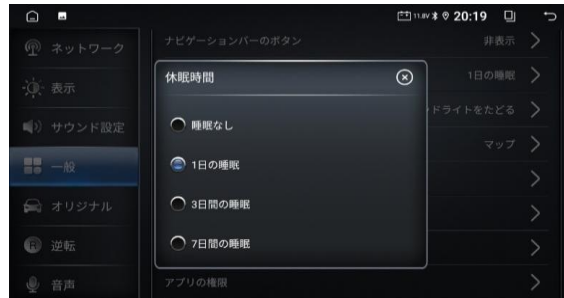 11.8V 20:19
ネットワーク
表示
サウンド設定
一般
オリジナル
逆転
音声
ナビゲーションバーのボタン 非表示
1日の睡眠
ドライトをたどる
マップ
休眠時間
睡眠なし
1日の睡眠
3日間の睡眠
7日間の睡眠
アプリの権限